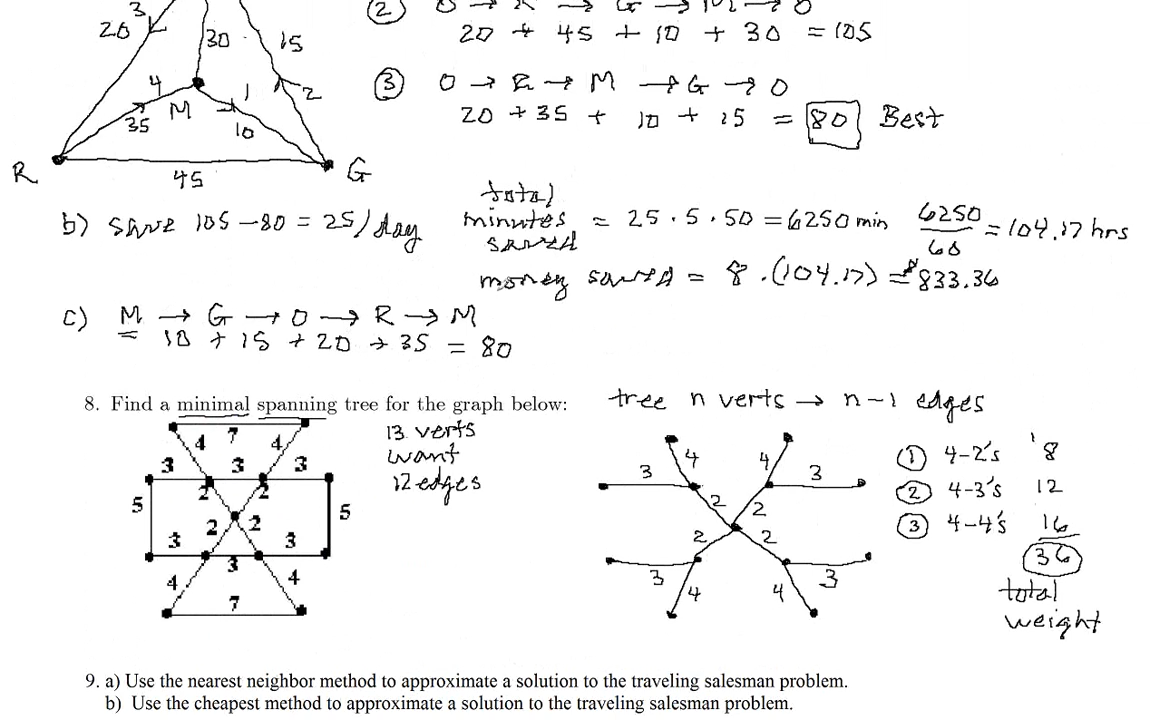 3
20
30
15
4
1
2
M
35
10
R
45
G
②
20 + 45 + 10 + 30 = 105
③ O → R → M → G → O
20 + 35 + 10 + 15 = 80 Best
b) save 105 - 80 = 25/day
total minutes saved = 25 · 5 · 50 = 6250 min 6250/60 = 104.17 hrs
money saved = 8 · (104.17) = $833.36
c) M → G → O → R → M
10 + 15 + 20 + 35 = 80
8. Find a minimal spanning tree for the graph below:
tree n verts → n-1 edges
13 verts
want
12 edges
4 7 4
3 3 3
2 2
5 5
2 2
3 3
3
4 4
7
4 4
3 3
2 2
2 2
3 3
4 4
① 4-2's 8
② 4-3's 12
③ 4-4's 16
36
total
weight
9. a) Use the nearest neighbor method to approximate a solution to the traveling salesman problem.
b) Use the cheapest method to approximate a solution to the traveling salesman problem.